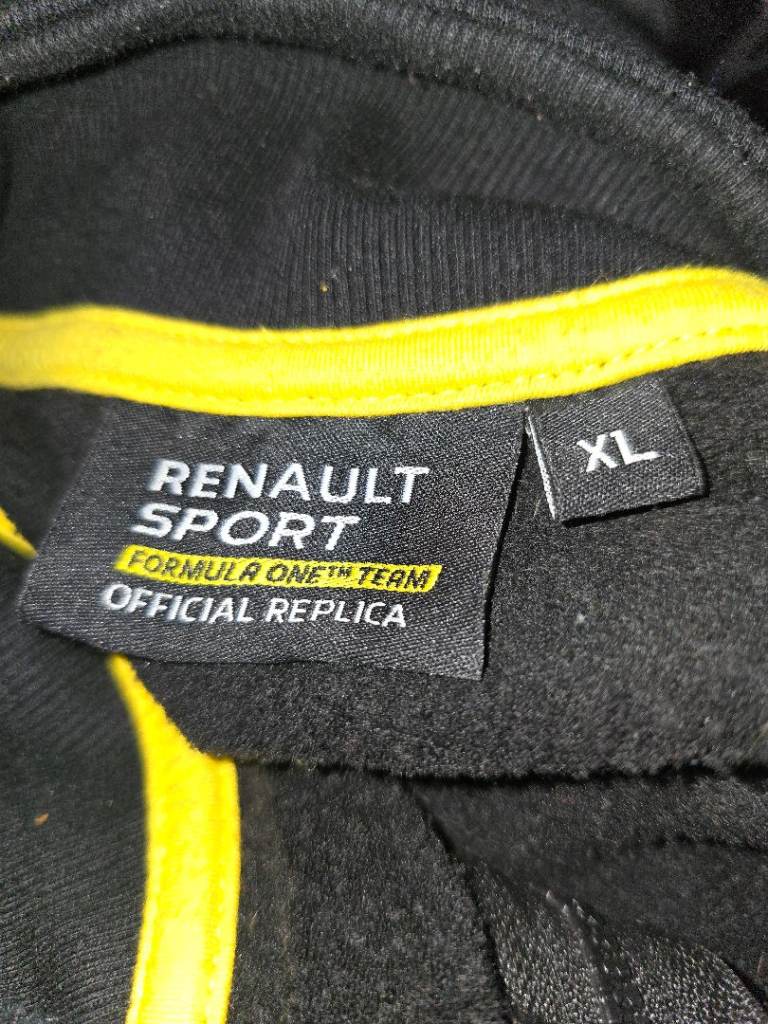 RENAULT
SPORT
FORMULA ONE™ TEAM
OFFICIAL REPLICA
XL